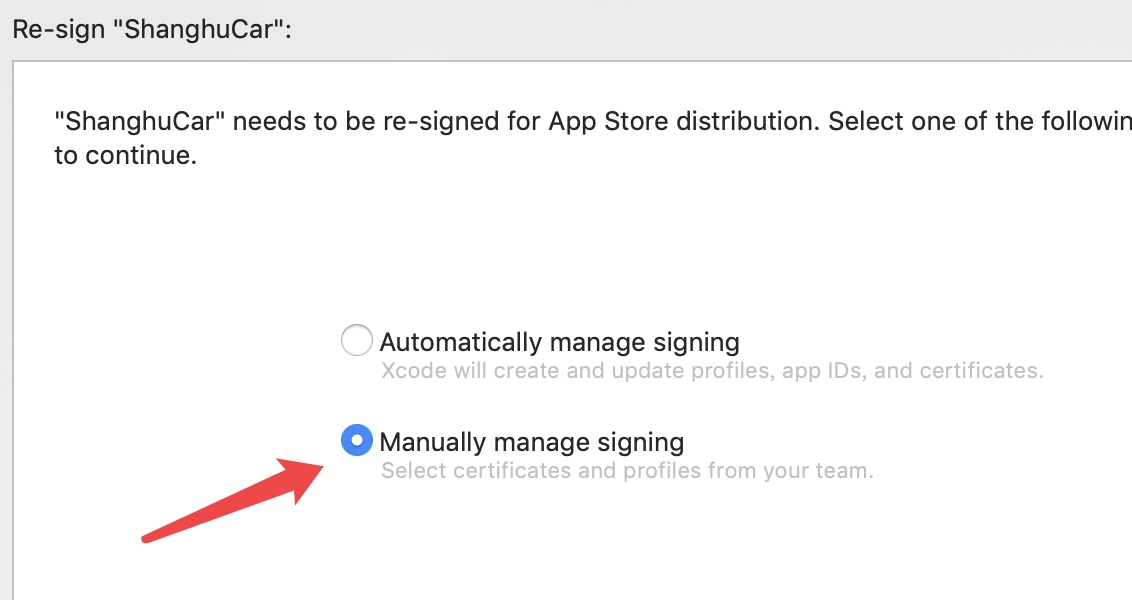 Re-sign "ShanghuCar":
"ShanghuCar" needs to be re-signed for App Store distribution. Select one of the followin
to continue.
Automatically manage signing
Xcode will create and update profiles, app IDs, and certificates.
Manually manage signing
Select certificates and profiles from your team.